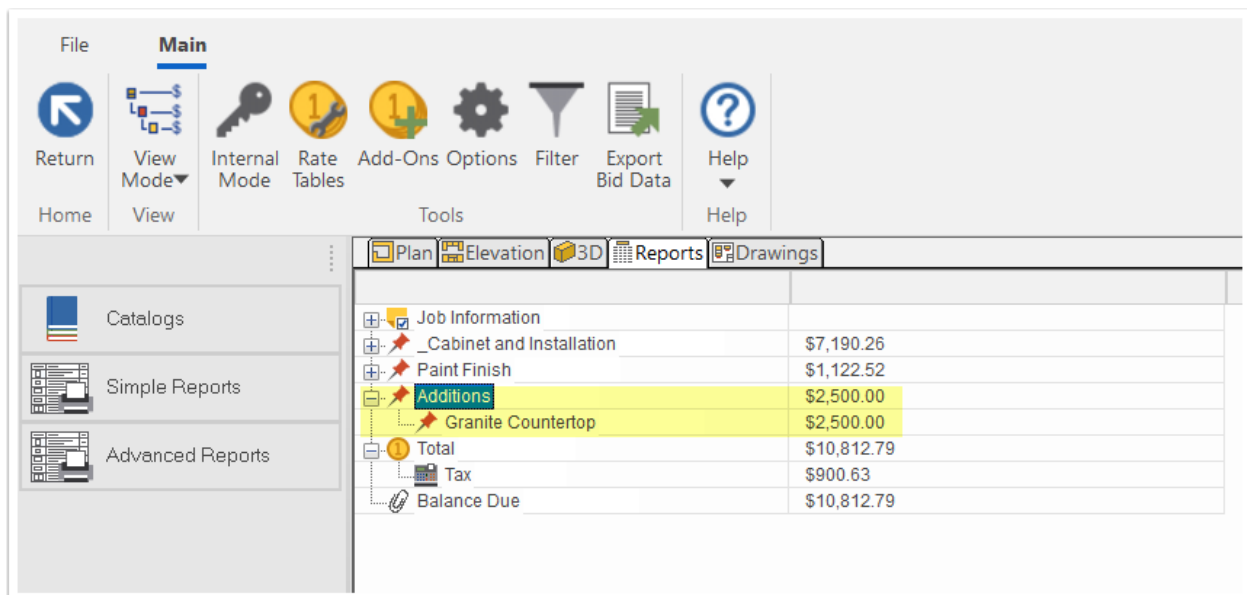 File Main
Return View Mode Internal Mode Rate Tables Add-Ons Options Filter Export Bid Data Help
Home View Tools Help
Plan Elevation 3D Reports Drawings
Catalogs
Simple Reports
Advanced Reports
Job Information
_Cabinet and Installation $7,190.26
Paint Finish $1,122.52
Additions $2,500.00
Granite Countertop $2,500.00
Total $10,812.79
Tax $900.63
Balance Due $10,812.79